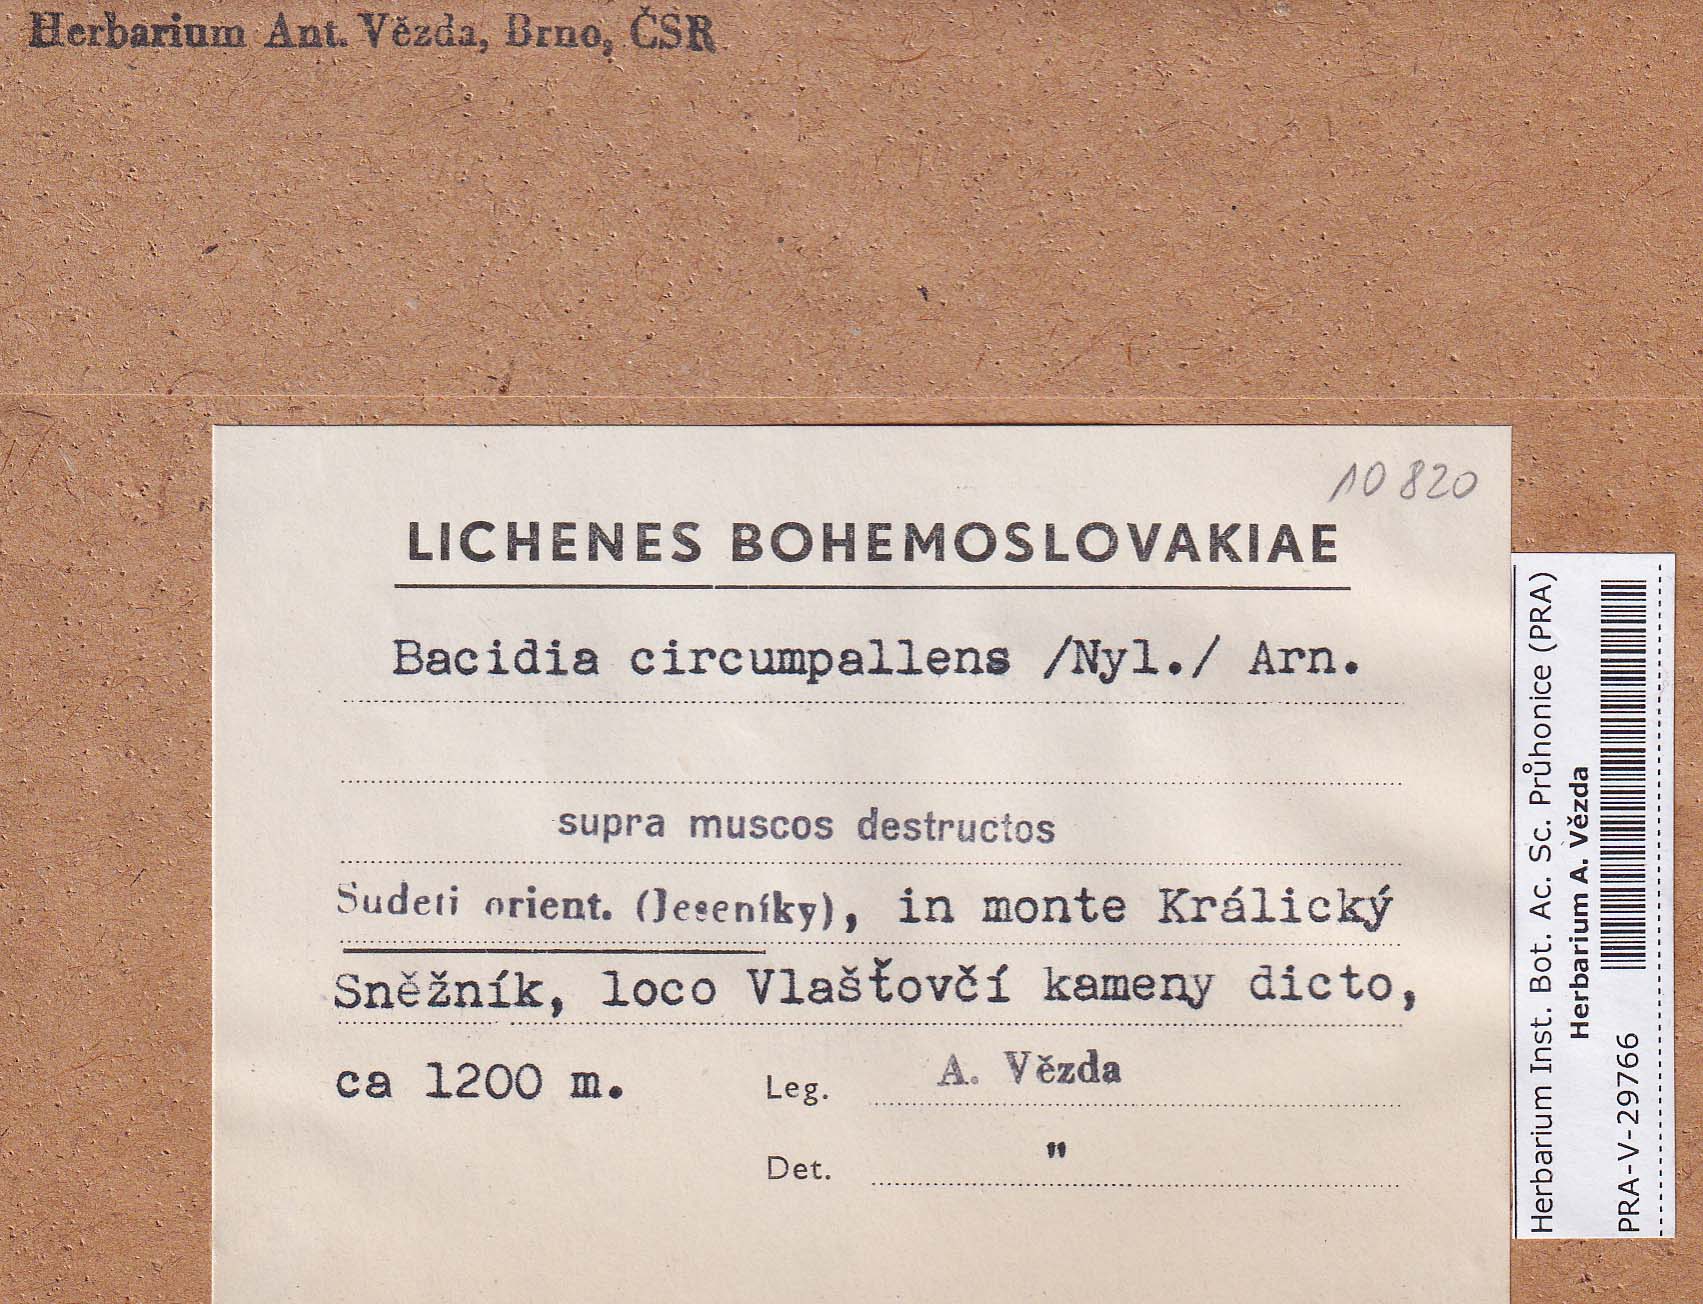 Herbarium Ant. Vězda, Brno, ČSR
10820
LICHENES BOHEMOSLOVAKIAE
Bacidia circumpallens /Nyl./ Arn.
supra muscos destructos
Sudeti orient. (Jeseníky), in monte Králický
Sněžník, loco Vlašťovčí kameny dicto,
ca 1200 m.
Leg. A. Vězda
Det. "
Herbarium Inst. Bot. Ac. Sc. Průhonice (PRA)
Herbarium A. Vězda
PRA-V-29766